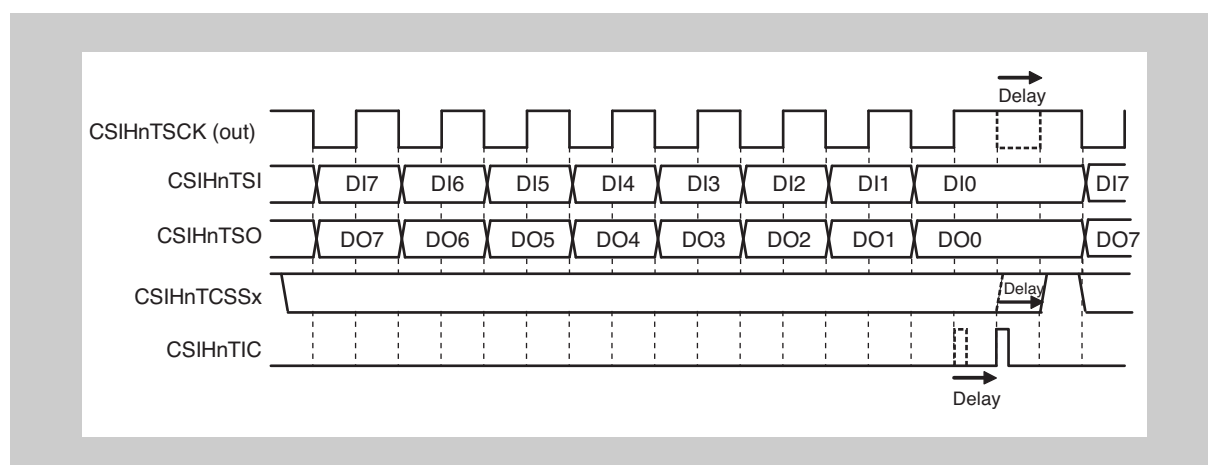 Delay
CSIHnTSCK (out)
CSIHnTSI DI7 DI6 DI5 DI4 DI3 DI2 DI1 DI0 DI7
CSIHnTSO DO7 DO6 DO5 DO4 DO3 DO2 DO1 DO0 DO7
CSIHnTCSSx Delay
CSIHnTIC
Delay